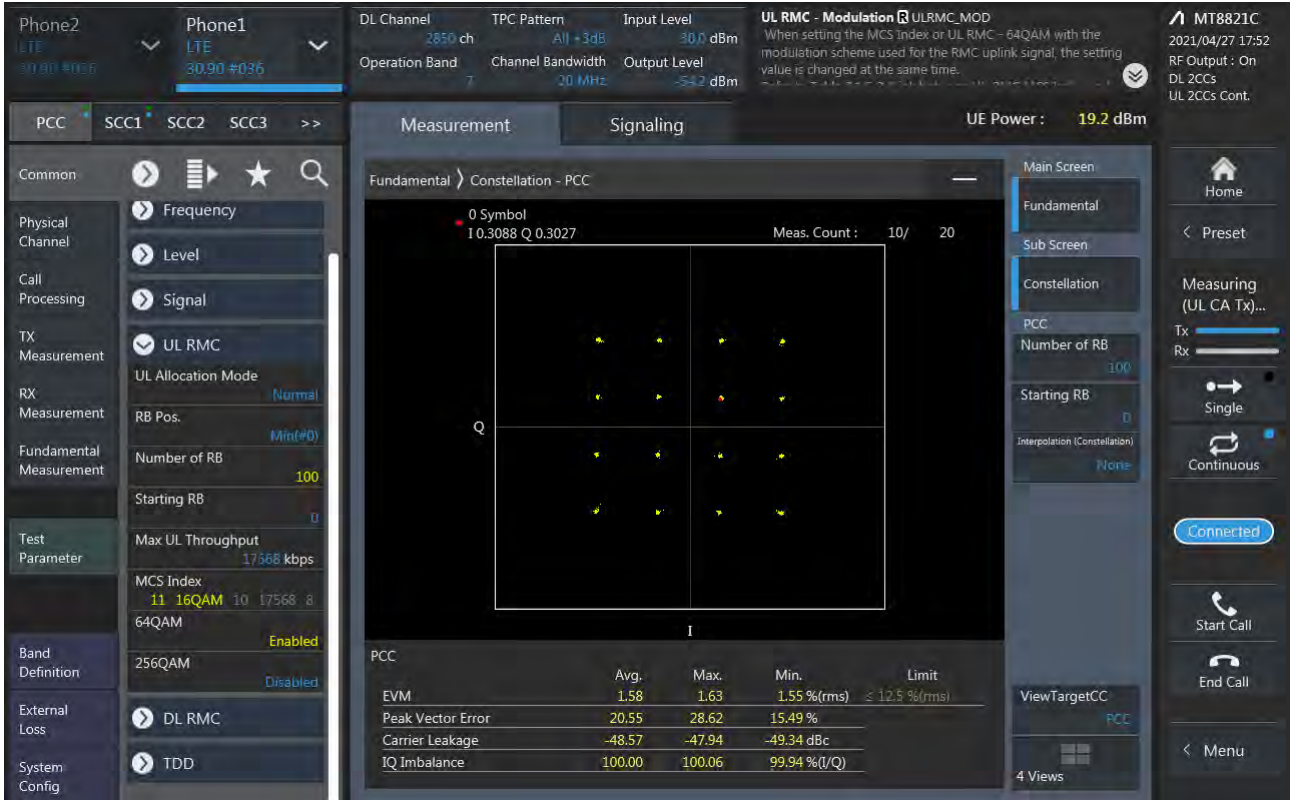 Phone2
LTE
30.90 #036
Phone1
LTE
30.90 #036
DL Channel
2850 ch
Operation Band
7
TPC Pattern
All +3dB
Channel Bandwidth
20 MHz
Input Level
30.0 dBm
Output Level
-54.2 dBm
UL RMC - Modulation R ULRMC_MOD
When setting the MCS Index or UL RMC - 64QAM with the
modulation scheme used for the RMC uplink signal, the setting
value is changed at the same time.
MT8821C
2021/04/27 17:52
RF Output : On
DL 2CCs
UL 2CCs Cont.
PCC SCC1 SCC2 SCC3 >>
Measurement
Signaling
UE Power : 19.2 dBm
Common
Physical
Channel
Call
Processing
TX
Measurement
RX
Measurement
Fundamental
Measurement
Test
Parameter
Band
Definition
External
Loss
System
Config
Frequency
Level
Signal
UL RMC
UL Allocation Mode
Normal
RB Pos.
Min(#0)
Number of RB
100
Starting RB
0
Max UL Throughput
17568 kbps
MCS Index
11 16QAM 10 17568 8
64QAM
Enabled
256QAM
Disabled
DL RMC
TDD
Fundamental > Constellation - PCC
0 Symbol
I 0.3088 Q 0.3027
Meas. Count : 10/ 20
Q
I
PCC
Avg. Max. Min. Limit
EVM 1.58 1.63 1.55 %(rms) ≤ 12.5 %(rms)
Peak Vector Error 20.55 28.62 15.49 %
Carrier Leakage -48.57 -47.94 -49.34 dBc
IQ Imbalance 100.00 100.06 99.94 %(I/Q)
Main Screen
Fundamental
Sub Screen
Constellation
PCC
Number of RB
100
Starting RB
0
Interpolation (Constellation)
None
ViewTargetCC
PCC
4 Views
Home
< Preset
Measuring
(UL CA Tx)...
Tx
Rx
Single
Continuous
Connected
Start Call
End Call
< Menu